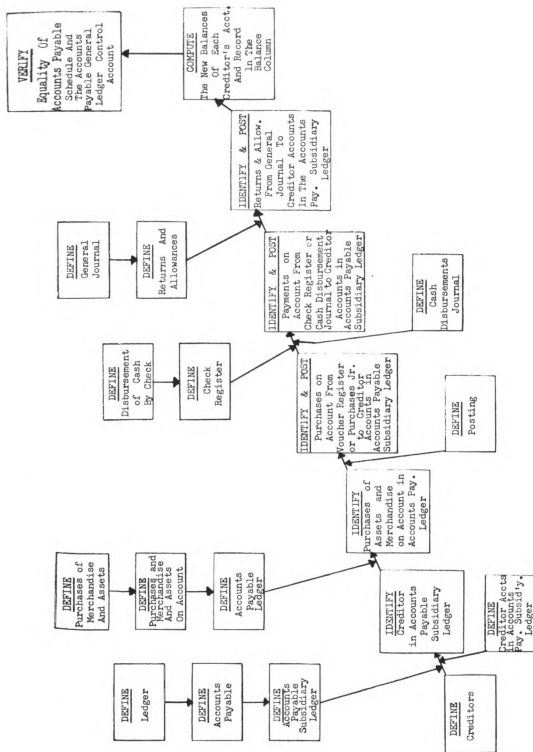 VERIFY
Equality Of
Accounts Payable
Schedule And
The Accounts
Payable General
Ledger Control
Account
COMPUTE
The New Balances
Of Each
Creditor's Acct.
And Record
In The
Balance
Column
IDENTIFY & POST
Returns & Allow.
From General
Journal To
Creditor Accounts
In The Accounts
Pay. Subsidiary
Ledger
DEFINE
General
Journal
DEFINE
Returns And
Allowances
IDENTIFY & POST
Payments on
Account From
Check Register or
Cash Disbursement
Journal to Creditor
Accounts in
Accounts Payable
Subsidiary Ledger
DEFINE
Cash
Disbursements
Journal
DEFINE
Disbursement
of Cash
By Check
DEFINE
Check
Register
IDENTIFY & POST
Purchases on
Account From
Voucher Register
or Purchases Jr.
to Creditor
Accounts in
Accounts Payable
Subsidiary Ledger
DEFINE
Posting
IDENTIFY
Purchases of
Assets and
Merchandise
on Account in
Accounts Pay.
Ledger
DEFINE
Purchases of
Merchandise
And Assets
DEFINE
Purchases and
Merchandise
And Assets
On Account
DEFINE
Accounts
Payable
Ledger
IDENTIFY
Creditor
in Accounts
Payable
Subsidiary
Ledger
DEFINE
Creditor Accts
in Accounts
Pay. Subsid'y.
Ledger
DEFINE
Ledger
DEFINE
Accounts
Payable
DEFINE
Accounts
Payable
Subsidiary
Ledger
DEFINE
Creditors